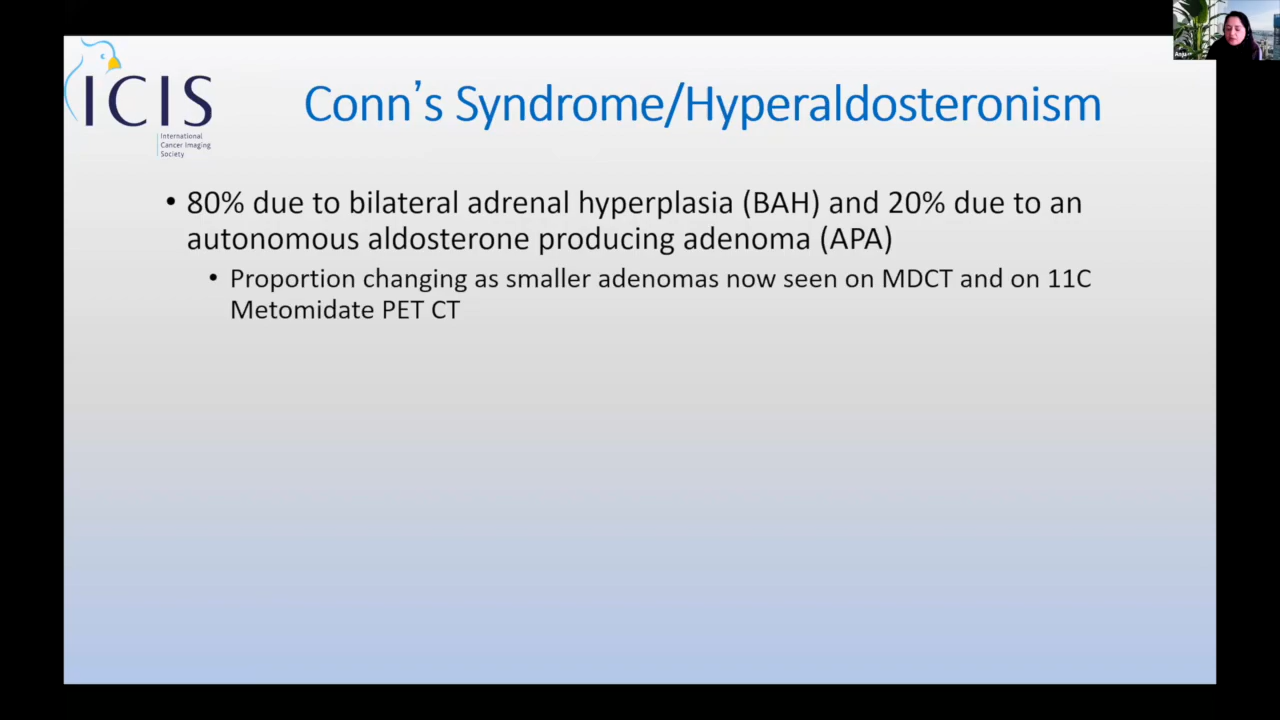 ICIS
International
Cancer Imaging
Society
Conn's Syndrome/Hyperaldosteronism
• 80% due to bilateral adrenal hyperplasia (BAH) and 20% due to an
autonomous aldosterone producing adenoma (APA)
• Proportion changing as smaller adenomas now seen on MDCT and on 11C
Metomidate PET CT
Anju